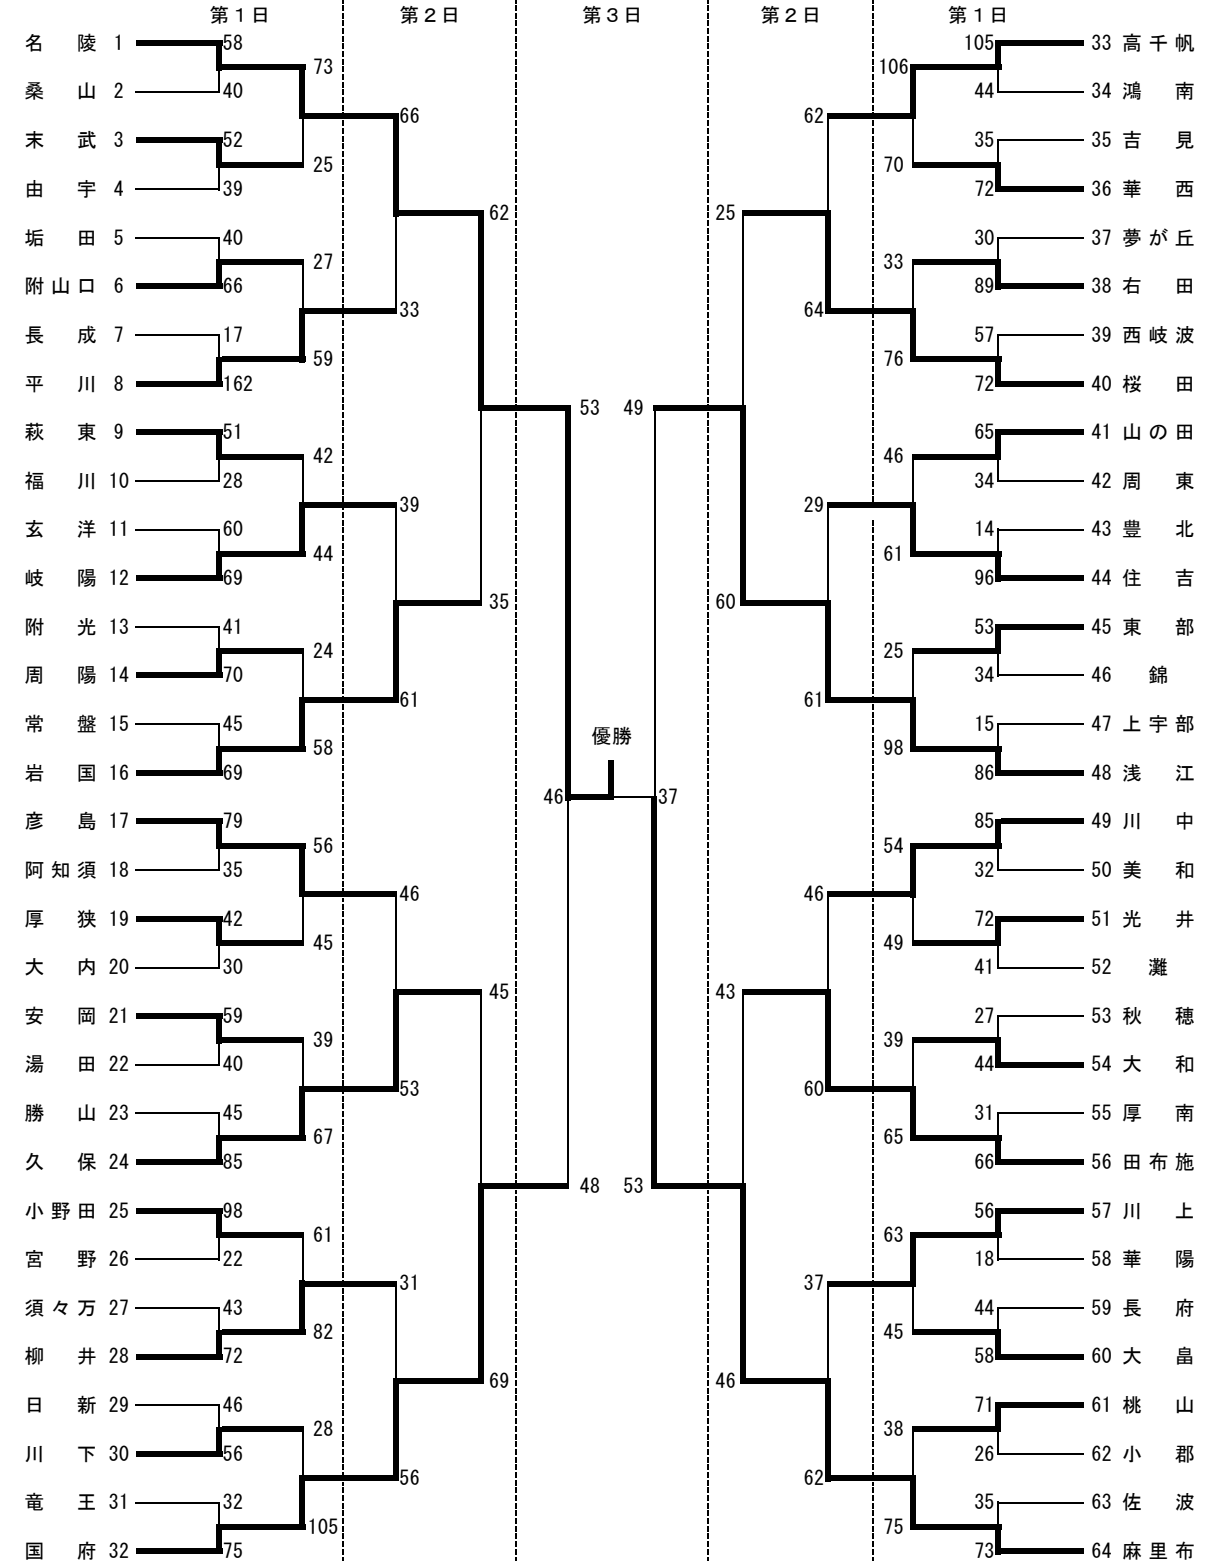 第１日 第２日 第３日 第２日 第１日
名陵 1 58 105 33 高千帆
73 106
桑山 2 40 44 34 鴻南
66 62
末武 3 52 35 35 吉見
25 70
由宇 4 39 72 36 華西
62 25
垢田 5 40 30 37 夢が丘
27 33
附山口 6 66 89 38 右田
33 64
長成 7 17 57 39 西岐波
59 76
平川 8 162 72 40 桜田
53 49
萩東 9 51 65 41 山の田
42 46
福川 10 28 34 42 周東
39 29
玄洋 11 60 14 43 豊北
44 61
岐陽 12 69 96 44 住吉
35 60
附光 13 41 53 45 東部
24 25
周陽 14 70 34 46 錦
61 61
常盤 15 45 15 47 上宇部
優勝
58 98
岩国 16 69 86 48 浅江
46 37
彦島 17 79 85 49 川中
56 54
阿知須 18 35 32 50 美和
46 46
厚狭 19 42 72 51 光井
45 49
大内 20 30 41 52 灘
45 43
安岡 21 59 27 53 秋穂
39 39
湯田 22 40 44 54 大和
53 60
勝山 23 45 31 55 厚南
67 65
久保 24 85 66 56 田布施
48 53
小野田 25 98 56 57 川上
61 63
宮野 26 22 18 58 華陽
31 37
須々万 27 43 44 59 長府
82 45
柳井 28 72 58 60 大畠
69 46
日新 29 46 71 61 桃山
28 38
川下 30 56 26 62 小郡
56 62
竜王 31 32 35 63 佐波
105 75
国府 32 75 73 64 麻里布